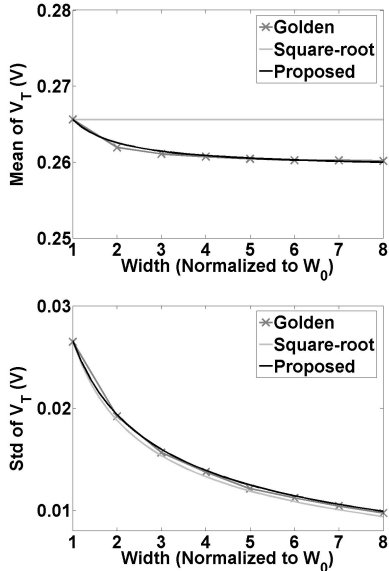 0.28
0.27
0.26
0.25
Mean of V_T (V)
Golden
Square-root
Proposed
1 2 3 4 5 6 7 8
Width (Normalized to W_0)
0.03
0.02
0.01
Std of V_T (V)
Golden
Square-root
Proposed
1 2 3 4 5 6 7 8
Width (Normalized to W_0)